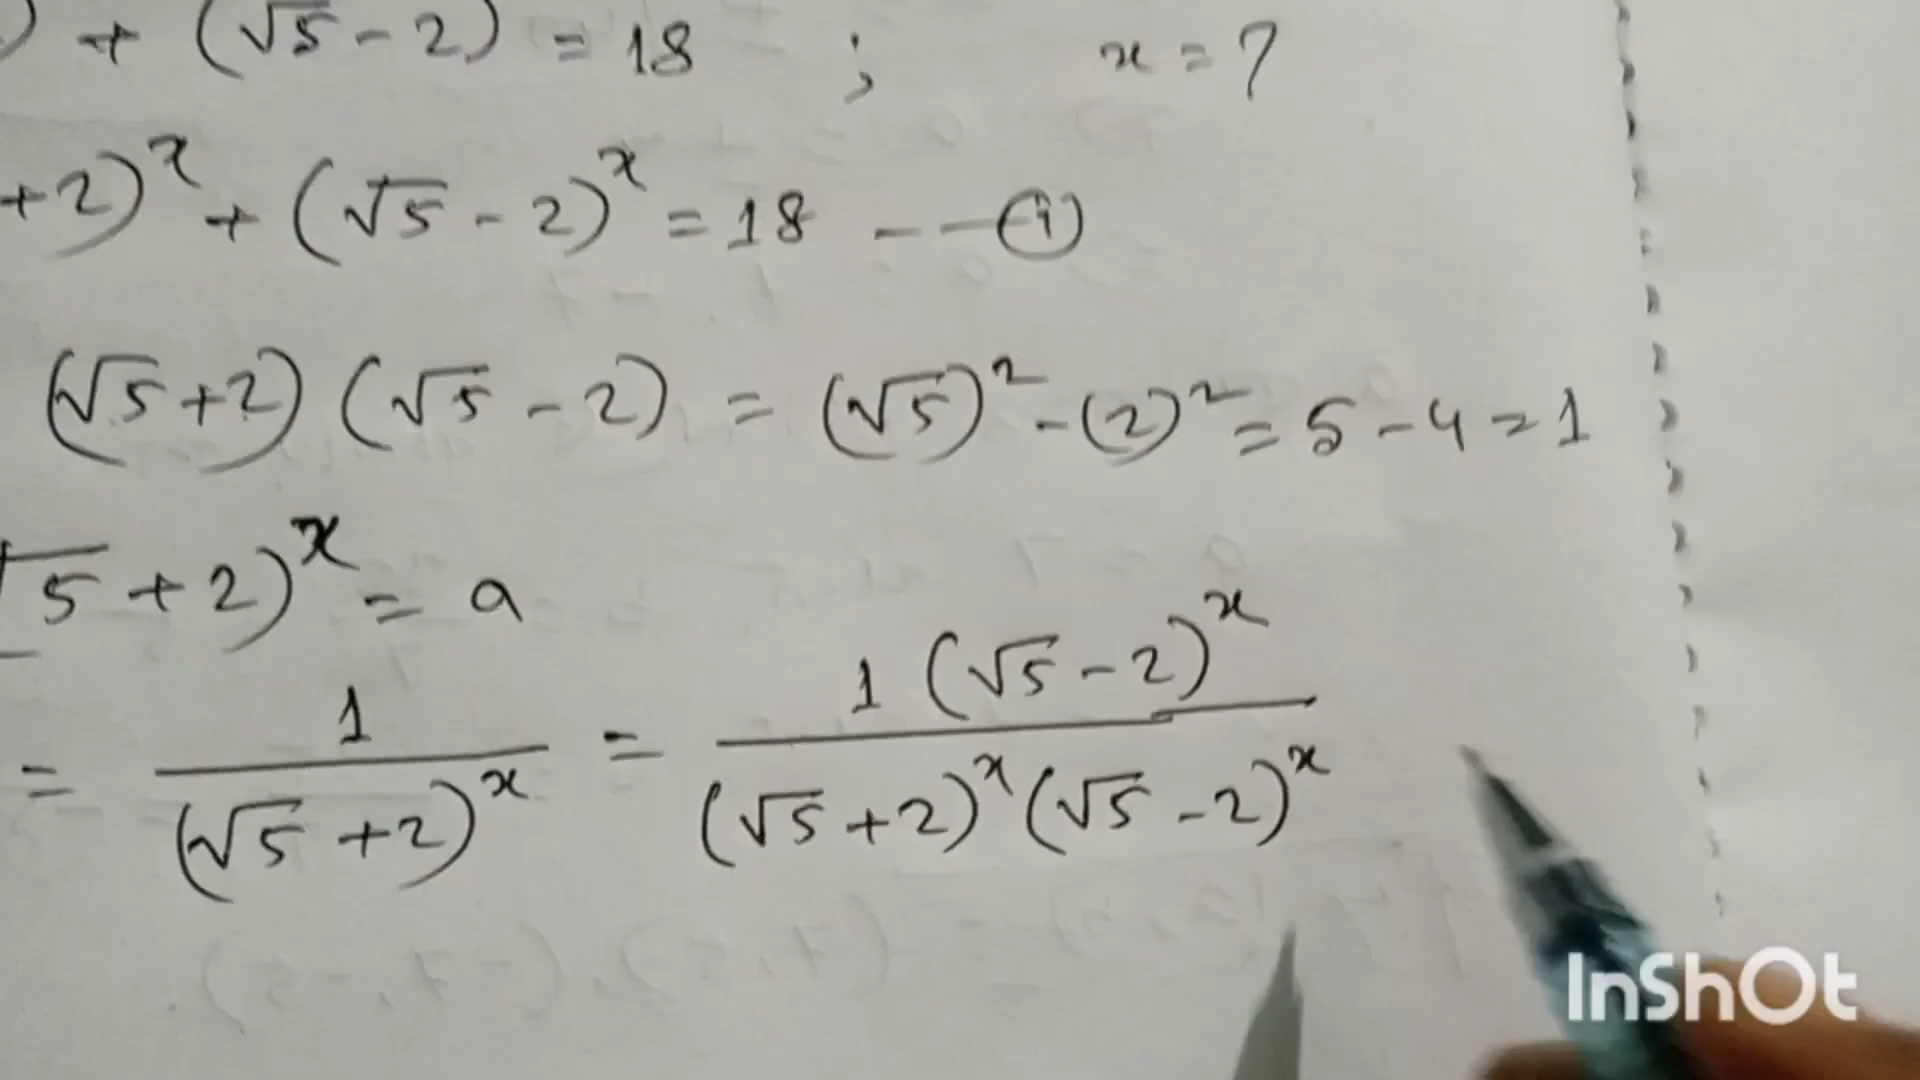 ) + (√5 - 2) = 18 ; x = ?
+2)^x + (√5 - 2)^x = 18 -- (i)
(√5 + 2) (√5 - 2) = (√5)^2 - (2)^2 = 5 - 4 = 1
√5 + 2)^x = a
= 1/(√5 + 2)^x = 1 (√5 - 2)^x/(√5 + 2)^x (√5 - 2)^x
InShOt